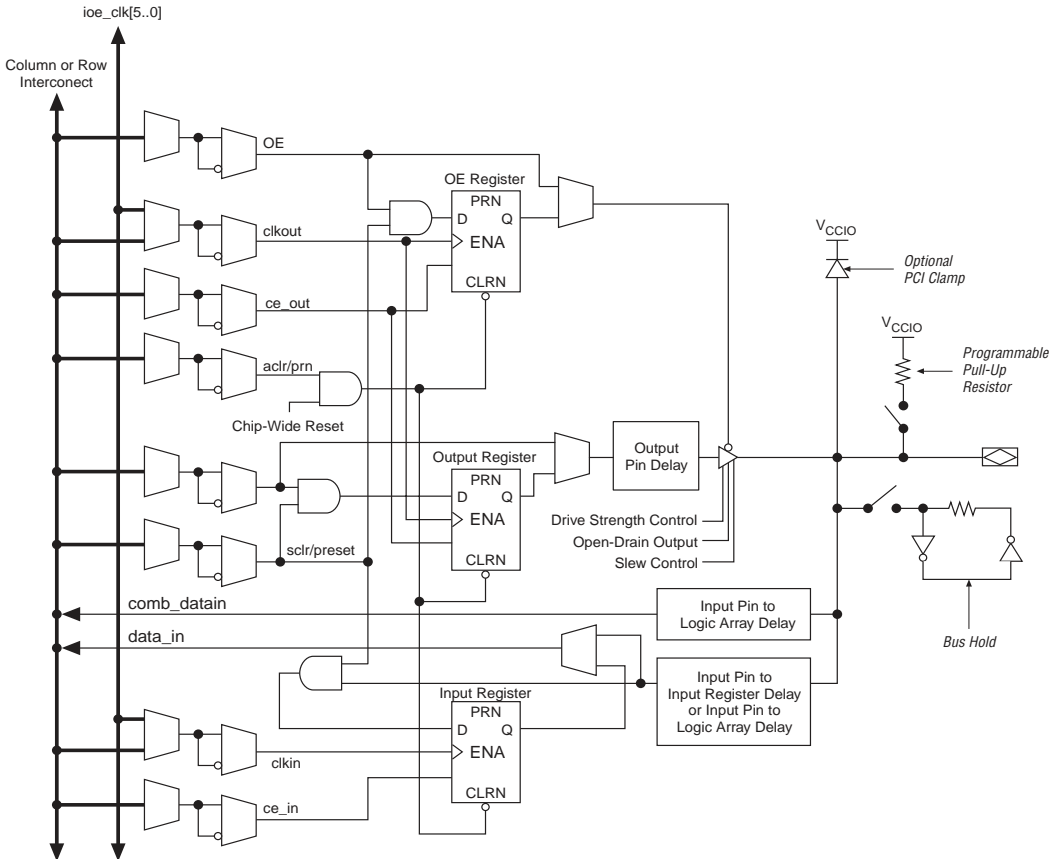 ioe_clk[5..0]
Column or Row
Interconect
OE
OE Register
PRN
D
Q
ENA
CLRN
clkout
ce_out
aclr/prn
Chip-Wide Reset
VCCIO
Optional
PCI Clamp
VCCIO
Programmable
Pull-Up
Resistor
Output Register
PRN
D
Q
ENA
CLRN
Output
Pin Delay
sclr/preset
Drive Strength Control
Open-Drain Output
Slew Control
comb_datain
data_in
Input Pin to
Logic Array Delay
Bus Hold
Input Pin to
Input Register Delay
or Input Pin to
Logic Array Delay
Input Register
PRN
D
Q
ENA
CLRN
clkin
ce_in